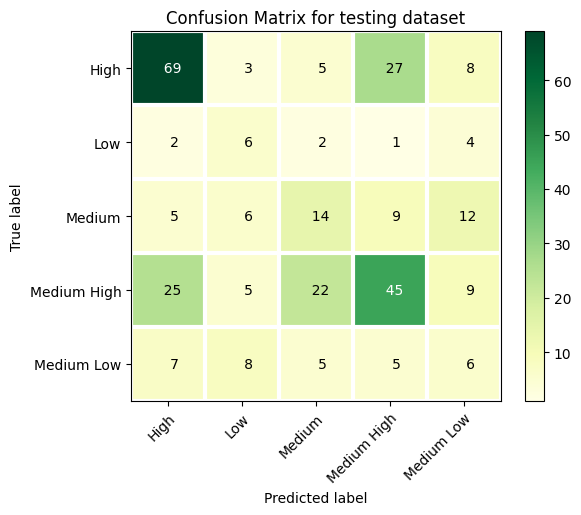 Confusion Matrix for testing dataset
True label
High 69 3 5 27 8
Low 2 6 2 1 4
Medium 5 6 14 9 12
Medium High 25 5 22 45 9
Medium Low 7 8 5 5 6
High Low Medium Medium High Medium Low
Predicted label
60
50
40
30
20
10